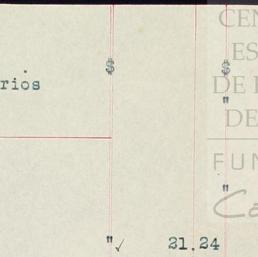 CEN
$ $
ES
rios
DE
"
DE
FUN
"
Ca
" ✓ 21.24